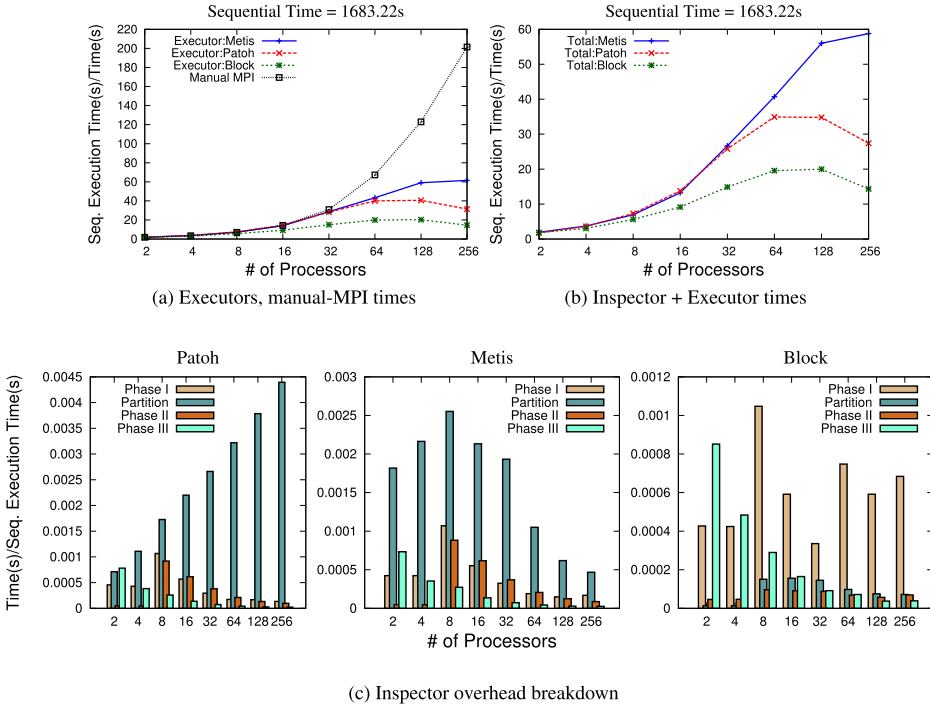 Sequential Time = 1683.22s
Seq. Execution Time(s)/Time(s)
220
200
180
160
140
120
100
80
60
40
20
0
Executor:Metis
Executor:Patoh
Executor:Block
Manual MPI
2 4 8 16 32 64 128 256
# of Processors
(a) Executors, manual-MPI times
Sequential Time = 1683.22s
Seq. Execution Time(s)/Time(s)
60
50
40
30
20
10
0
Total:Metis
Total:Patoh
Total:Block
2 4 8 16 32 64 128 256
# of Processors
(b) Inspector + Executor times
Time(s)/Seq. Execution Time(s)
Patoh
0.0045
0.004
0.0035
0.003
0.0025
0.002
0.0015
0.001
0.0005
0
Phase I
Partition
Phase II
Phase III
2 4 8 16 32 64 128 256
Metis
0.003
0.0025
0.002
0.0015
0.001
0.0005
0
Phase I
Partition
Phase II
Phase III
2 4 8 16 32 64 128 256
# of Processors
Block
0.0012
0.001
0.0008
0.0006
0.0004
0.0002
0
Phase I
Partition
Phase II
Phase III
2 4 8 16 32 64 128 256
(c) Inspector overhead breakdown